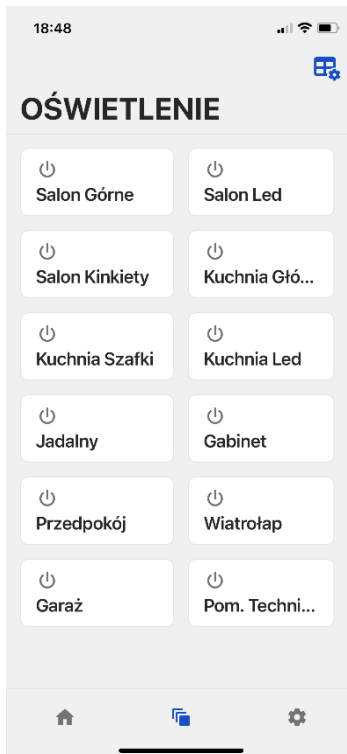 18:48
OŚWIETLENIE
Salon Górne
Salon Led
Salon Kinkiety
Kuchnia Głó...
Kuchnia Szafki
Kuchnia Led
Jadalny
Gabinet
Przedpokój
Wiatrołap
Garaż
Pom. Techni...